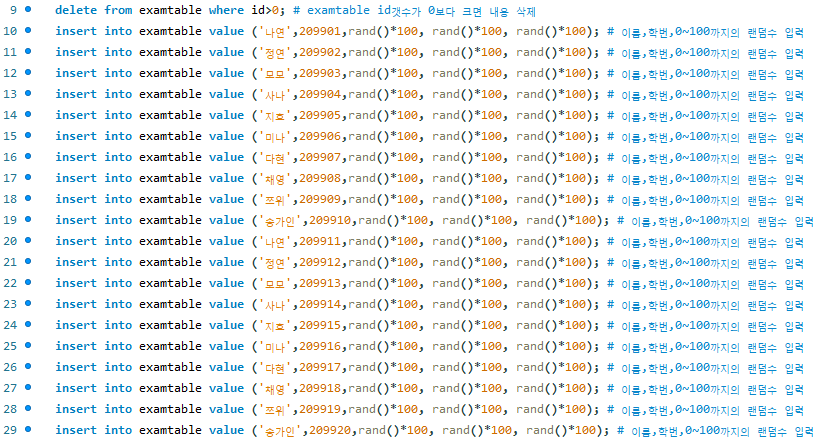 9 delete from examtable where id>0; # examtable id갯수가 0보다 크면 내용 삭제
10 insert into examtable value ('나연',209901,rand()*100, rand()*100, rand()*100); # 이름,학번,0~100까지의 랜덤수 입력
11 insert into examtable value ('정연',209902,rand()*100, rand()*100, rand()*100); # 이름,학번,0~100까지의 랜덤수 입력
12 insert into examtable value ('모모',209903,rand()*100, rand()*100, rand()*100); # 이름,학번,0~100까지의 랜덤수 입력
13 insert into examtable value ('사나',209904,rand()*100, rand()*100, rand()*100); # 이름,학번,0~100까지의 랜덤수 입력
14 insert into examtable value ('지효',209905,rand()*100, rand()*100, rand()*100); # 이름,학번,0~100까지의 랜덤수 입력
15 insert into examtable value ('미나',209906,rand()*100, rand()*100, rand()*100); # 이름,학번,0~100까지의 랜덤수 입력
16 insert into examtable value ('다현',209907,rand()*100, rand()*100, rand()*100); # 이름,학번,0~100까지의 랜덤수 입력
17 insert into examtable value ('채영',209908,rand()*100, rand()*100, rand()*100); # 이름,학번,0~100까지의 랜덤수 입력
18 insert into examtable value ('쯔위',209909,rand()*100, rand()*100, rand()*100); # 이름,학번,0~100까지의 랜덤수 입력
19 insert into examtable value ('송가인',209910,rand()*100, rand()*100, rand()*100); # 이름,학번,0~100까지의 랜덤수 입력
20 insert into examtable value ('나연',209911,rand()*100, rand()*100, rand()*100); # 이름,학번,0~100까지의 랜덤수 입력
21 insert into examtable value ('정연',209912,rand()*100, rand()*100, rand()*100); # 이름,학번,0~100까지의 랜덤수 입력
22 insert into examtable value ('모모',209913,rand()*100, rand()*100, rand()*100); # 이름,학번,0~100까지의 랜덤수 입력
23 insert into examtable value ('사나',209914,rand()*100, rand()*100, rand()*100); # 이름,학번,0~100까지의 랜덤수 입력
24 insert into examtable value ('지효',209915,rand()*100, rand()*100, rand()*100); # 이름,학번,0~100까지의 랜덤수 입력
25 insert into examtable value ('미나',209916,rand()*100, rand()*100, rand()*100); # 이름,학번,0~100까지의 랜덤수 입력
26 insert into examtable value ('다현',209917,rand()*100, rand()*100, rand()*100); # 이름,학번,0~100까지의 랜덤수 입력
27 insert into examtable value ('채영',209918,rand()*100, rand()*100, rand()*100); # 이름,학번,0~100까지의 랜덤수 입력
28 insert into examtable value ('쯔위',209919,rand()*100, rand()*100, rand()*100); # 이름,학번,0~100까지의 랜덤수 입력
29 insert into examtable value ('송가인',209920,rand()*100, rand()*100, rand()*100); # 이름,학번,0~100까지의 랜덤수 입력